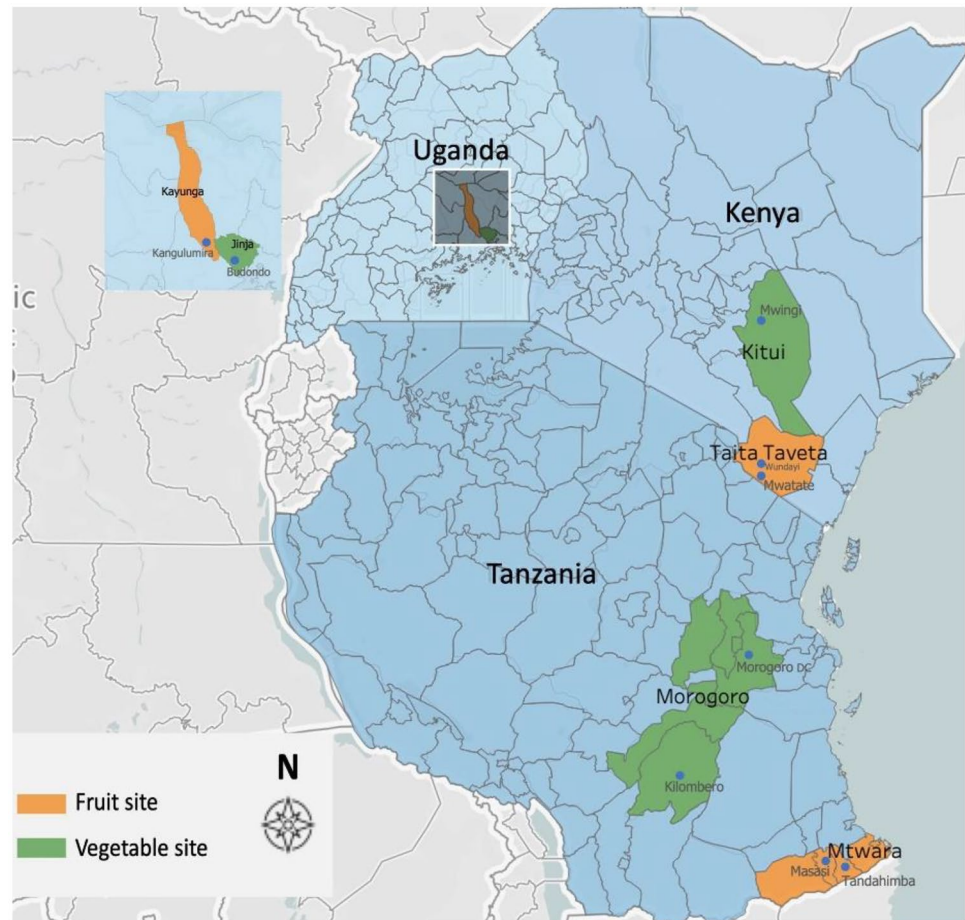 Uganda
Kenya
Kayunga
Jinja
Kangulumira
Budondo
ic
Mwingi
Kitui
Taita Taveta
Wundayi
Mwatate
Tanzania
Morogoro DC
Morogoro
Kilombero
N
Fruit site
Vegetable site
Mtwara
Masasi
Tandahimba